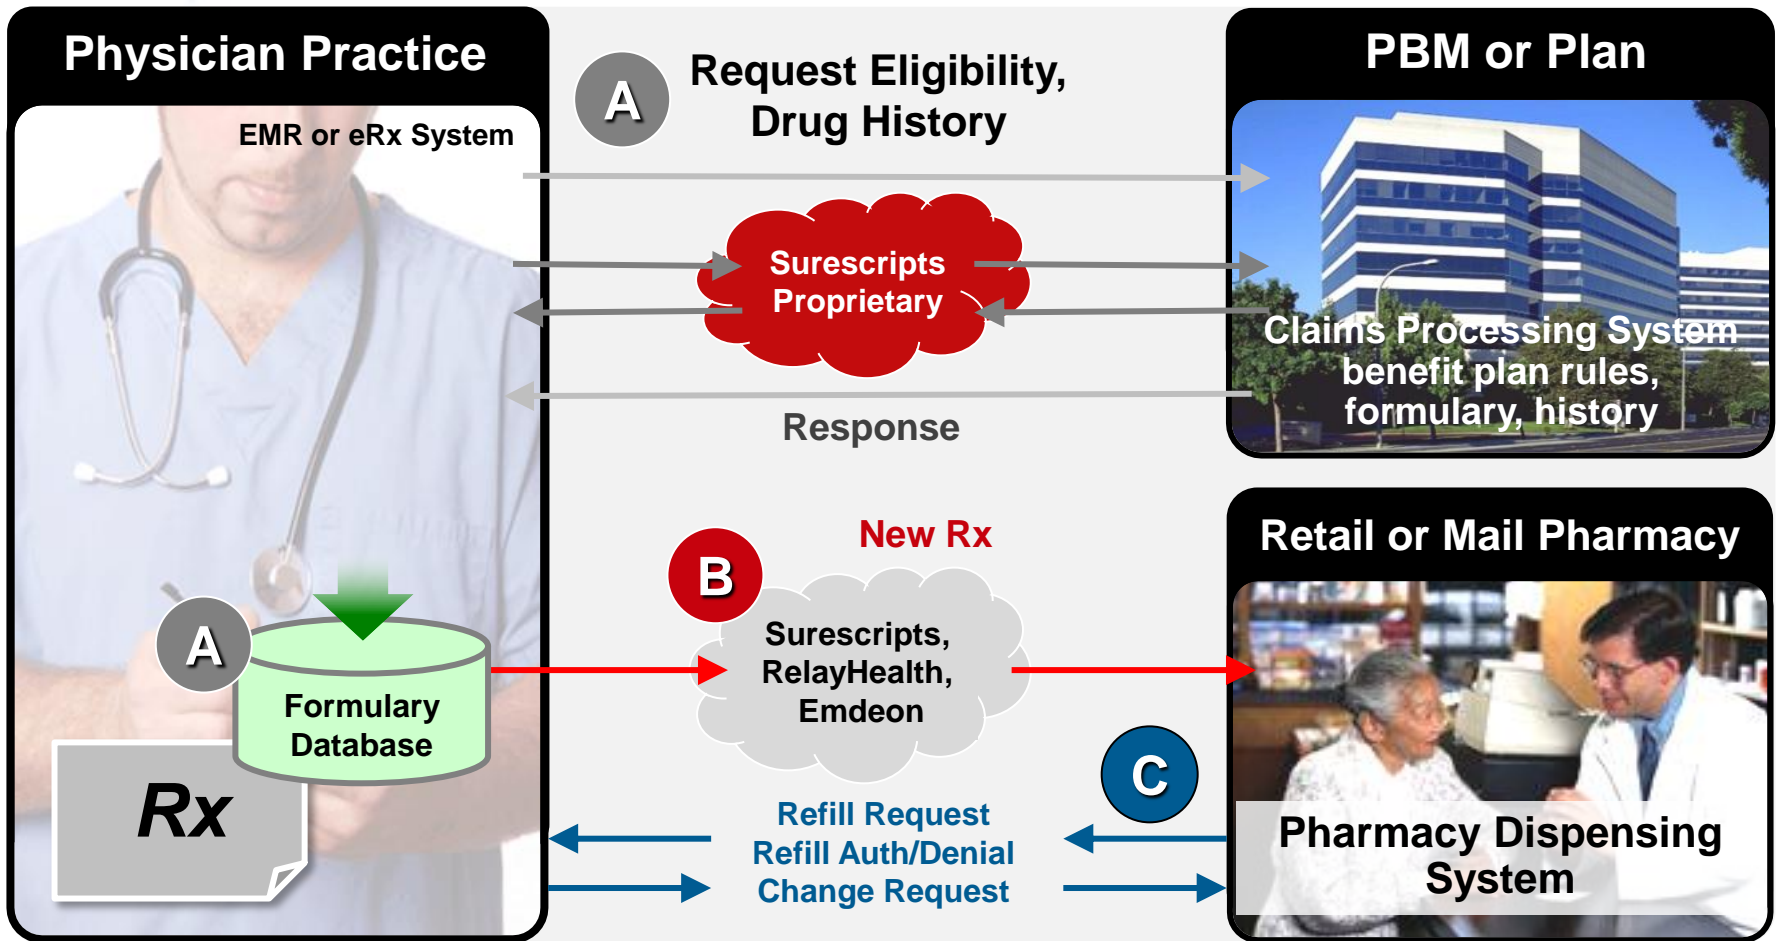 Physician Practice
EMR or eRx System
A
Request Eligibility,
Drug History
PBM or Plan
Surescripts
Proprietary
Claims Processing System
benefit plan rules,
formulary, history
Response
New Rx
B
Surescripts,
RelayHealth,
Emdeon
Retail or Mail Pharmacy
A
Formulary
Database
Rx
C
Refill Request
Refill Auth/Denial
Change Request
Pharmacy Dispensing
System